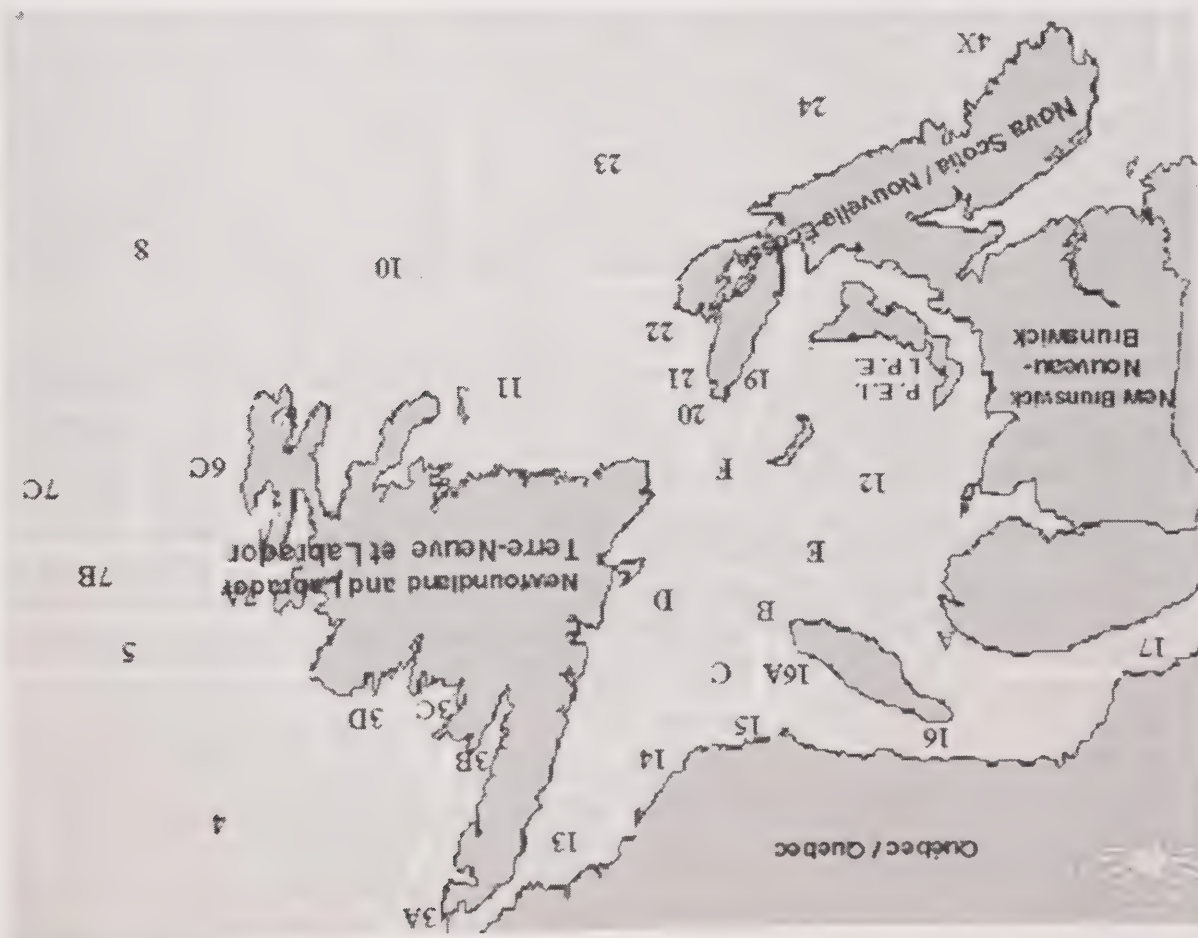 3A
Québec / Quebec
13
4
14
3B
16
15
3D
3C
16A
C
5
17
A
B
D
7A
Newfoundland and Labrador
Terre-Neuve et Labrador
7B
E
7C
12
F
6C
20
New Brunswick
Nouveau-
Brunswick
P.E.I.
I.P.E.
11
19
21
22
10
8
Nova Scotia / Nouvelle-Ecosse
23
24
4X